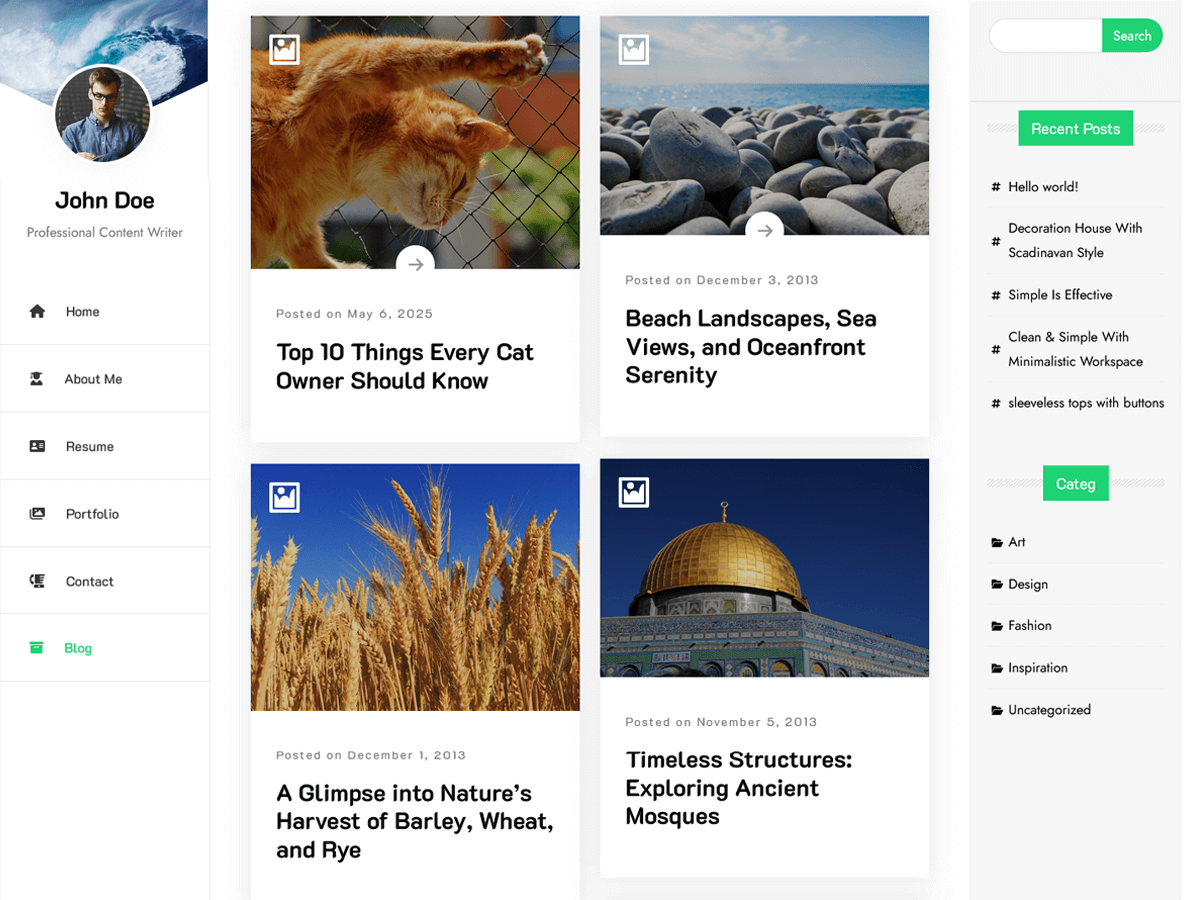 John Doe
Professional Content Writer
Home
About Me
Resume
Portfolio
Contact
Blog
Posted on May 6, 2025
Top 10 Things Every Cat
Owner Should Know
Posted on December 3, 2013
Beach Landscapes, Sea
Views, and Oceanfront
Serenity
Posted on December 1, 2013
A Glimpse into Nature’s
Harvest of Barley, Wheat,
and Rye
Posted on November 5, 2013
Timeless Structures:
Exploring Ancient
Mosques
Search
Recent Posts
# Hello world!
# Decoration House With
Scadinavan Style
# Simple Is Effective
# Clean & Simple With
Minimalistic Workspace
# sleeveless tops with buttons
Categ
Art
Design
Fashion
Inspiration
Uncategorized